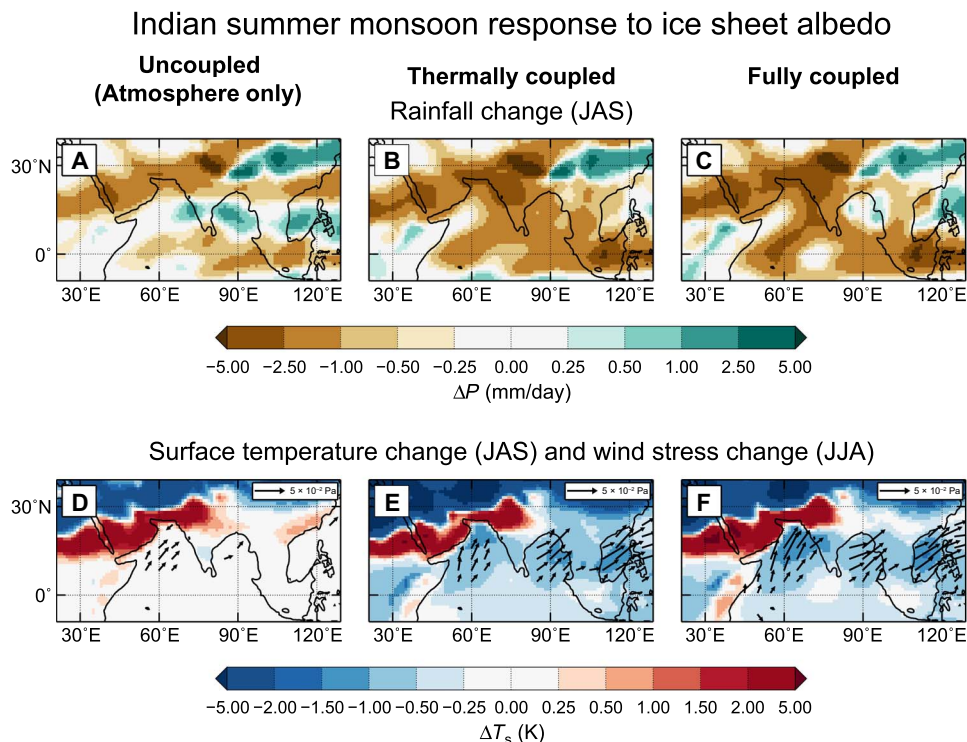 Indian summer monsoon response to ice sheet albedo
Uncoupled
(Atmosphere only)
Thermally coupled
Fully coupled
Rainfall change (JAS)
A
B
C
30°N
0°
30°E 60°E 90°E 120°E
30°E 60°E 90°E 120°E
30°E 60°E 90°E 120°E
−5.00 −2.50 −1.00 −0.50 −0.25 0.00 0.25 0.50 1.00 2.50 5.00
ΔP (mm/day)
Surface temperature change (JAS) and wind stress change (JJA)
D
5 × 10⁻² Pa
E
5 × 10⁻² Pa
F
5 × 10⁻² Pa
30°N
0°
30°E 60°E 90°E 120°E
30°E 60°E 90°E 120°E
30°E 60°E 90°E 120°E
−5.00 −2.00 −1.50 −1.00 −0.50 −0.25 0.00 0.25 0.50 1.00 1.50 2.00 5.00
ΔTₛ (K)